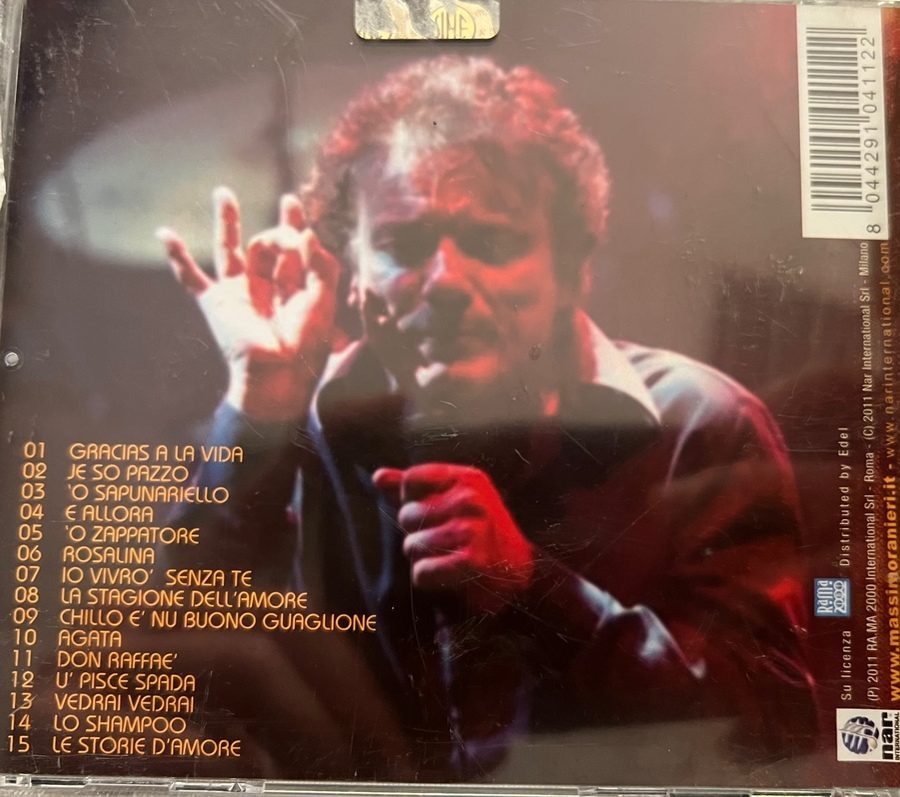 01 GRACIAS A LA VIDA
02 JE SO PAZZO
03 'O SAPUNARIELLO
04 E ALLORA
05 'O ZAPPATORE
06 ROSALINA
07 IO VIVRO' SENZA TE
08 LA STAGIONE DELL'AMORE
09 CHILLO E' NU BUONO GUAGLIONE
10 AGATA
11 DON RAFFAE'
12 U' PISCE SPADA
13 VEDRAI VEDRAI
14 LO SHAMPOO
15 LE STORIE D'AMORE
8 044291 041122
Su licenza
RAMA
2000
Distributed by Edel
(P) 2011 RA.MA 2000 International Srl - Roma - (C) 2011 Nar International Srl - Milano
www.massimoranieri.it - www.narinternational.com
nar
INTERNATIONAL